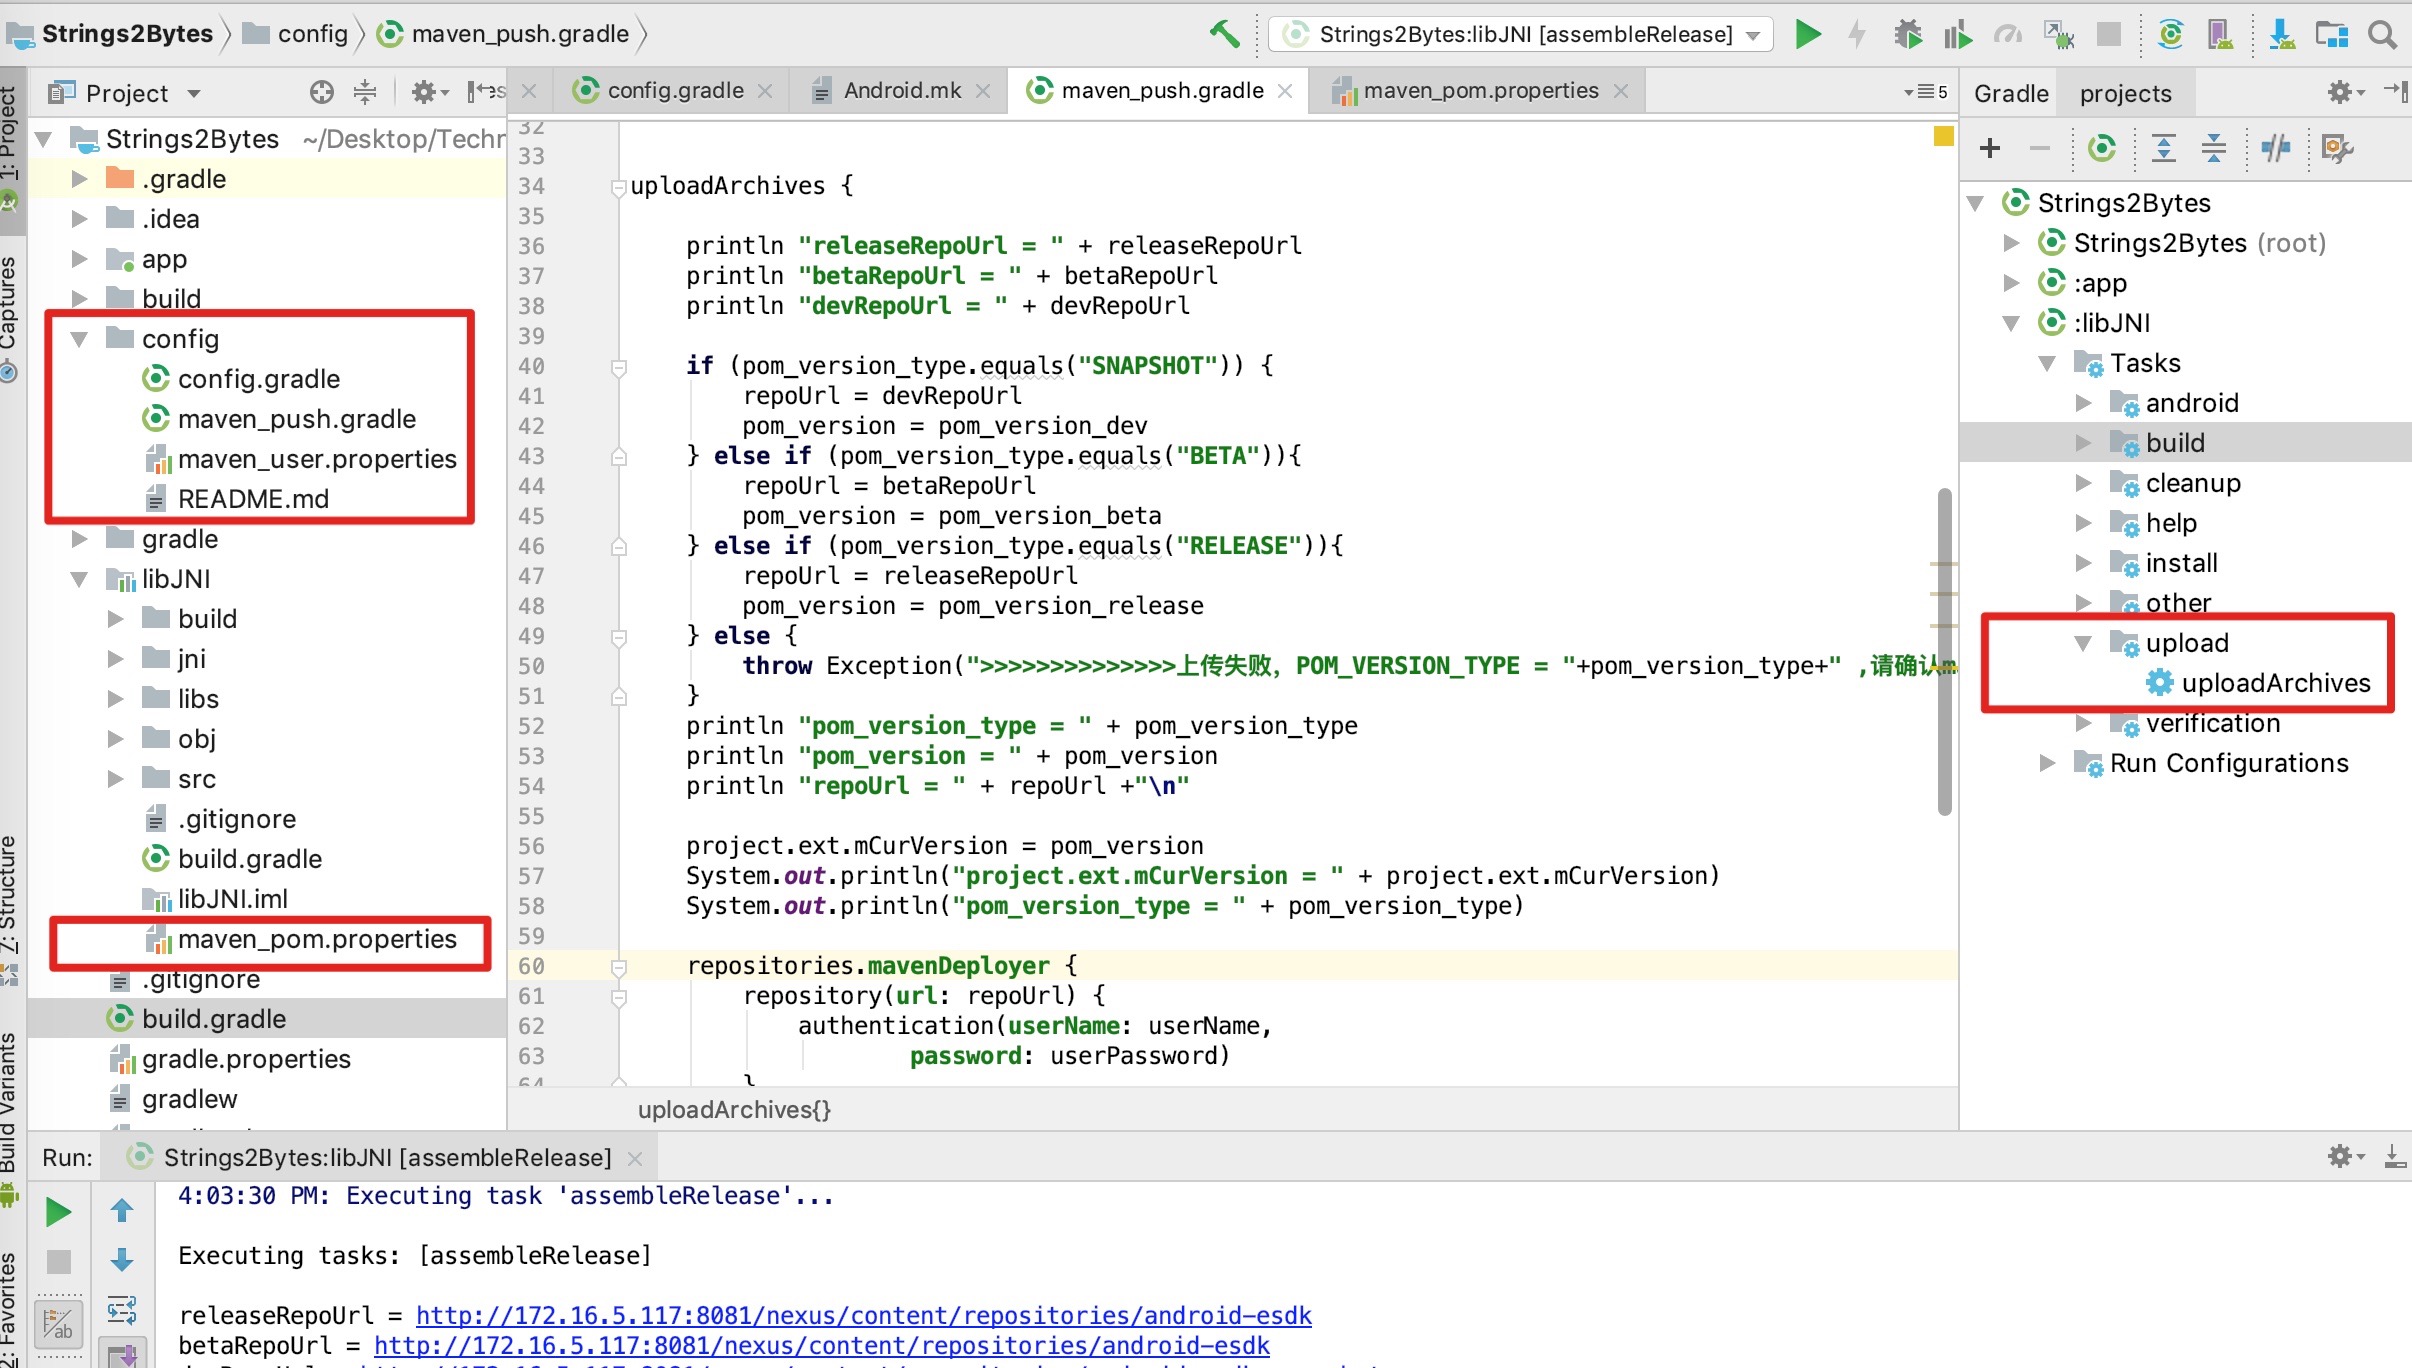 Strings2Bytes
config
maven_push.gradle
Strings2Bytes:libJNI [assembleRelease]
Project
config.gradle
Android.mk
maven_push.gradle
maven_pom.properties
5
Gradle
projects
1: Project
Captures
7: Structure
Build Variants
2: Favorites
Strings2Bytes ~/Desktop/Techr
.gradle
.idea
app
build
config
config.gradle
maven_push.gradle
maven_user.properties
README.md
gradle
libJNI
build
jni
libs
obj
src
.gitignore
build.gradle
libJNI.iml
maven_pom.properties
.gitignore
build.gradle
gradle.properties
gradlew
32
33
34 uploadArchives {
35
36 println "releaseRepoUrl = " + releaseRepoUrl
37 println "betaRepoUrl = " + betaRepoUrl
38 println "devRepoUrl = " + devRepoUrl
39
40 if (pom_version_type.equals("SNAPSHOT")) {
41 repoUrl = devRepoUrl
42 pom_version = pom_version_dev
43 } else if (pom_version_type.equals("BETA")){
44 repoUrl = betaRepoUrl
45 pom_version = pom_version_beta
46 } else if (pom_version_type.equals("RELEASE")){
47 repoUrl = releaseRepoUrl
48 pom_version = pom_version_release
49 } else {
50 throw Exception(">>>>>>>>>>>>>>上传失败，POM_VERSION_TYPE = "+pom_version_type+" ,请确认m
51 }
52 println "pom_version_type = " + pom_version_type
53 println "pom_version = " + pom_version
54 println "repoUrl = " + repoUrl +"\n"
55
56 project.ext.mCurVersion = pom_version
57 System.out.println("project.ext.mCurVersion = " + project.ext.mCurVersion)
58 System.out.println("pom_version_type = " + pom_version_type)
59
60 repositories.mavenDeployer {
61 repository(url: repoUrl) {
62 authentication(userName: userName,
63 password: userPassword)
64 }
uploadArchives{}
Strings2Bytes
Strings2Bytes (root)
:app
:libJNI
Tasks
android
build
cleanup
help
install
other
upload
uploadArchives
verification
Run Configurations
Run: Strings2Bytes:libJNI [assembleRelease]
4:03:30 PM: Executing task 'assembleRelease'...
Executing tasks: [assembleRelease]
releaseRepoUrl = http://172.16.5.117:8081/nexus/content/repositories/android-esdk
betaRepoUrl = http://172.16.5.117:8081/nexus/content/repositories/android-esdk